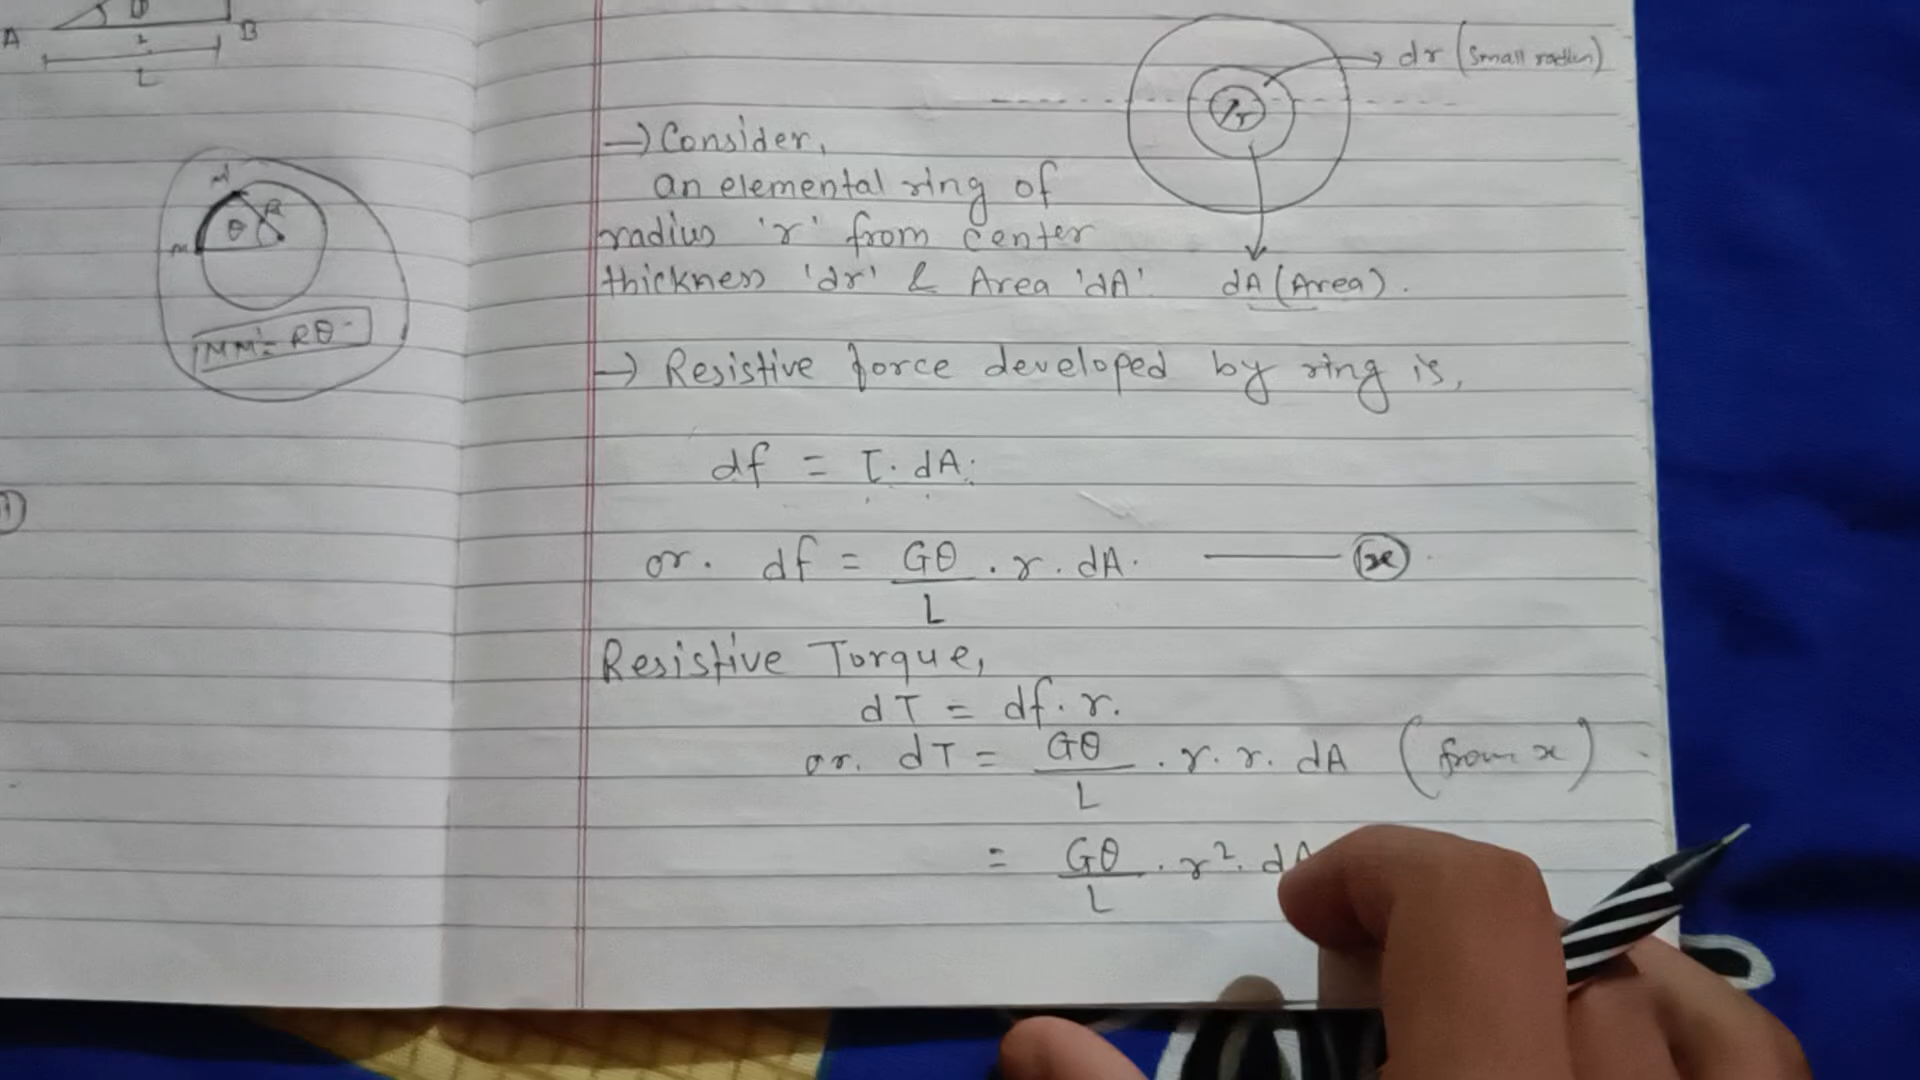 A B
L
M'
R
θ
M
MM' = Rθ
dr (Small radius)
r
→ Consider,
an elemental ring of
radius 'r' from center
thickness 'dr' & Area 'dA'. dA (Area).
→ Resistive force developed by ring is,
df = τ. dA.
or. df = Gθ/L . r. dA. —— (x)
Resistive Torque,
dT = df. r.
or. dT = Gθ/L . r. r. dA (from x)
= Gθ/L . r². dA